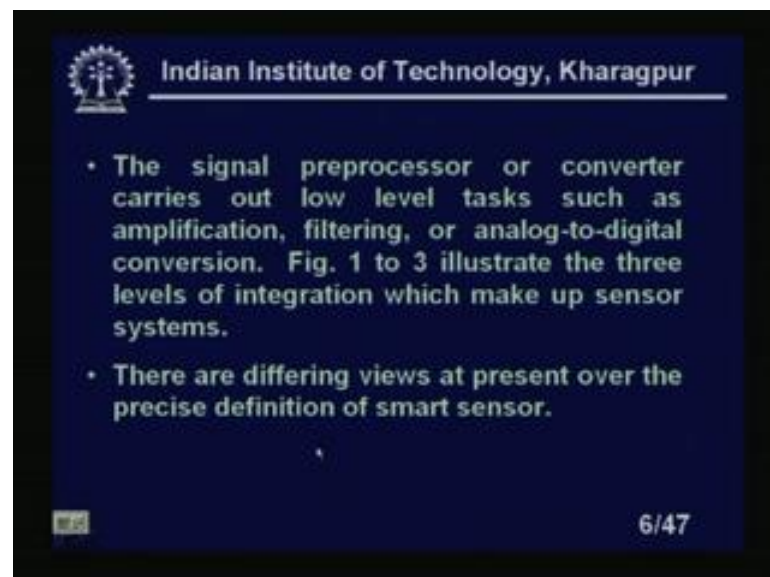 Indian Institute of Technology, Kharagpur
• The signal preprocessor or converter
carries out low level tasks such as
amplification, filtering, or analog-to-digital
conversion. Fig. 1 to 3 illustrate the three
levels of integration which make up sensor
systems.
• There are differing views at present over the
precise definition of smart sensor.
6/47